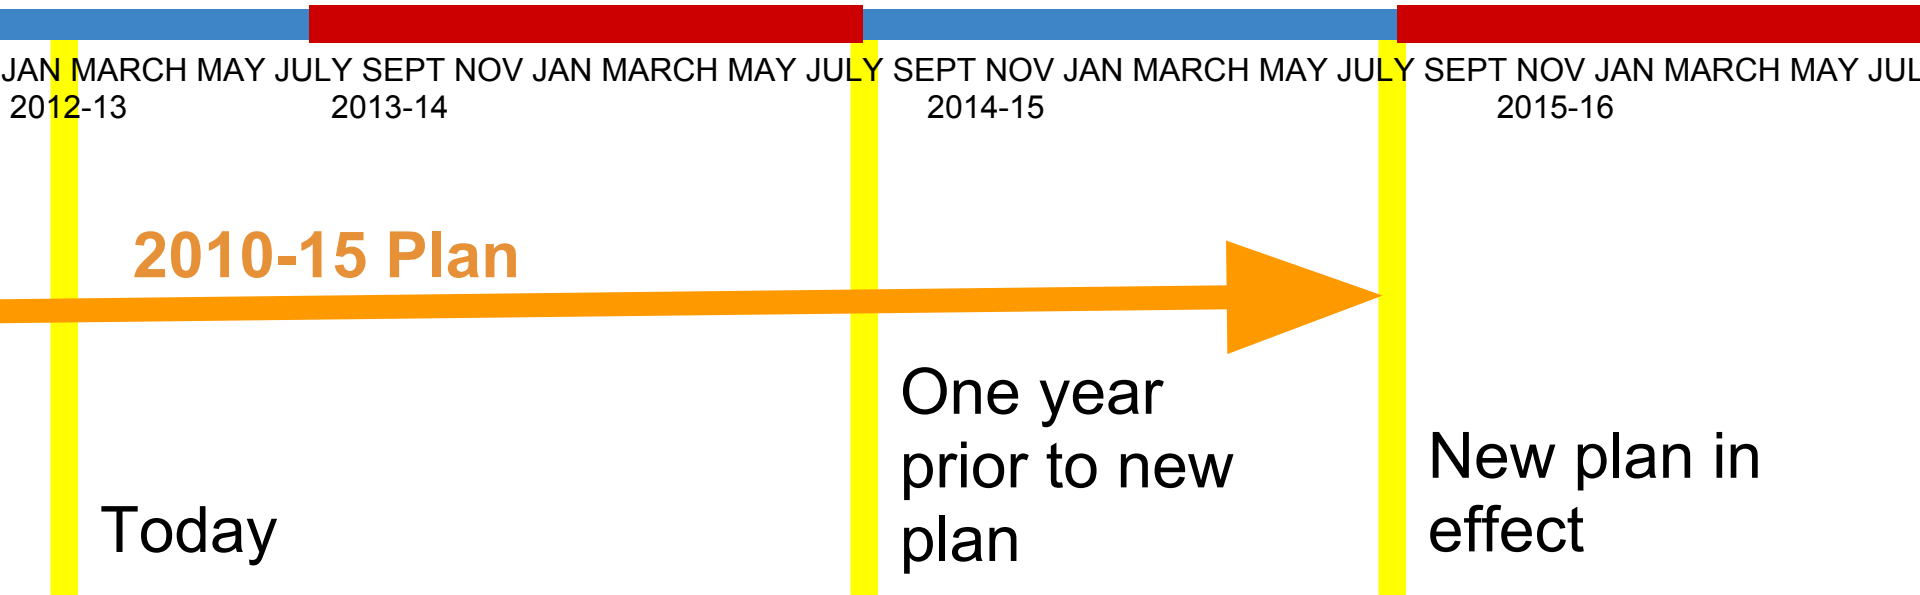 JAN MARCH MAY JULY SEPT NOV JAN MARCH MAY JULY SEPT NOV JAN MARCH MAY JULY SEPT NOV JAN MARCH MAY JUL
2012-13 2013-14 2014-15 2015-16
2010-15 Plan
Today
One year
prior to new
plan
New plan in
effect